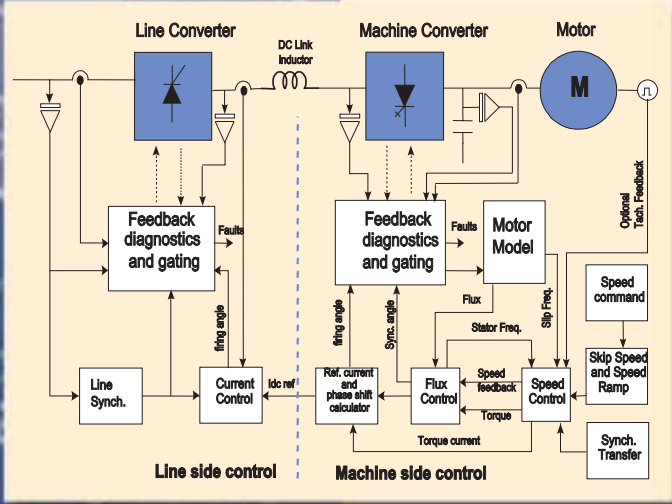 Line Converter
Machine Converter
Motor
DC Link
Inductor
M
Optional
Tach. Feedback
Feedback
diagnostics
and gating
Faults
Feedback
diagnostics
and gating
Faults
Motor
Model
Speed
command
firing angle
firing angle
Sync. angle
Flux
Slip Freq.
Stator Freq.
Line
Synch.
Current
Control
Idc ref
Ref. current
and
phase shift
calculator
Flux
Control
Speed
feedback
Torque
Speed
Control
Skip Speed
and Speed
Ramp
Torque current
Synch.
Transfer
Line side control
Machine side control